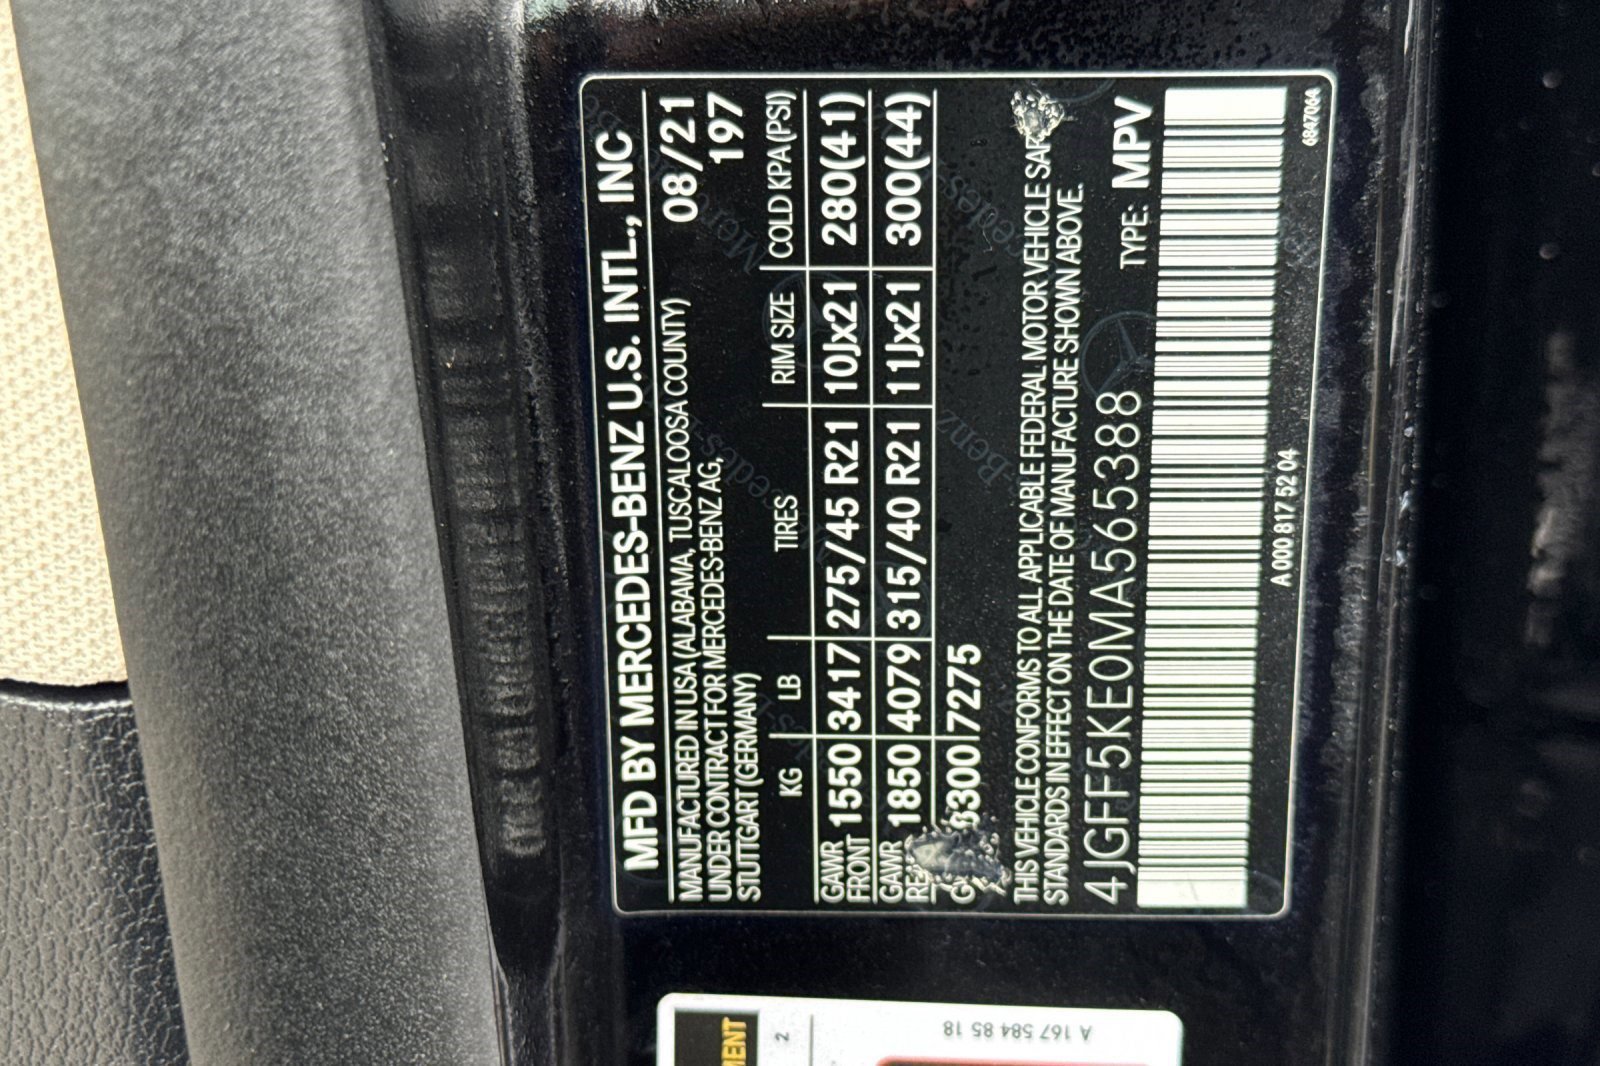 MFD BY MERCEDES-BENZ U.S. INTL., INC
MANUFACTURED IN USA (ALABAMA, TUSCALOOSA COUNTY) 08/21
UNDER CONTRACT FOR MERCEDES-BENZ AG, 197
STUTTGART (GERMANY)
KG LB TIRES RIM SIZE COLD KPA (PSI)
GAWR
FRONT 1550 3417 275/45 R21 10Jx21 280(41)
GAWR
1850 4079 315/40 R21 11Jx21 300(44)
3300 7275
THIS VEHICLE CONFORMS TO ALL APPLICABLE FEDERAL MOTOR VEHICLE
STANDARDS IN EFFECT ON THE DATE OF MANUFACTURE SHOWN ABOVE.
4JGFF5KE0MA565388 TYPE: MPV
A 000 817 52 04
6847064
2
A 167 584 85 18